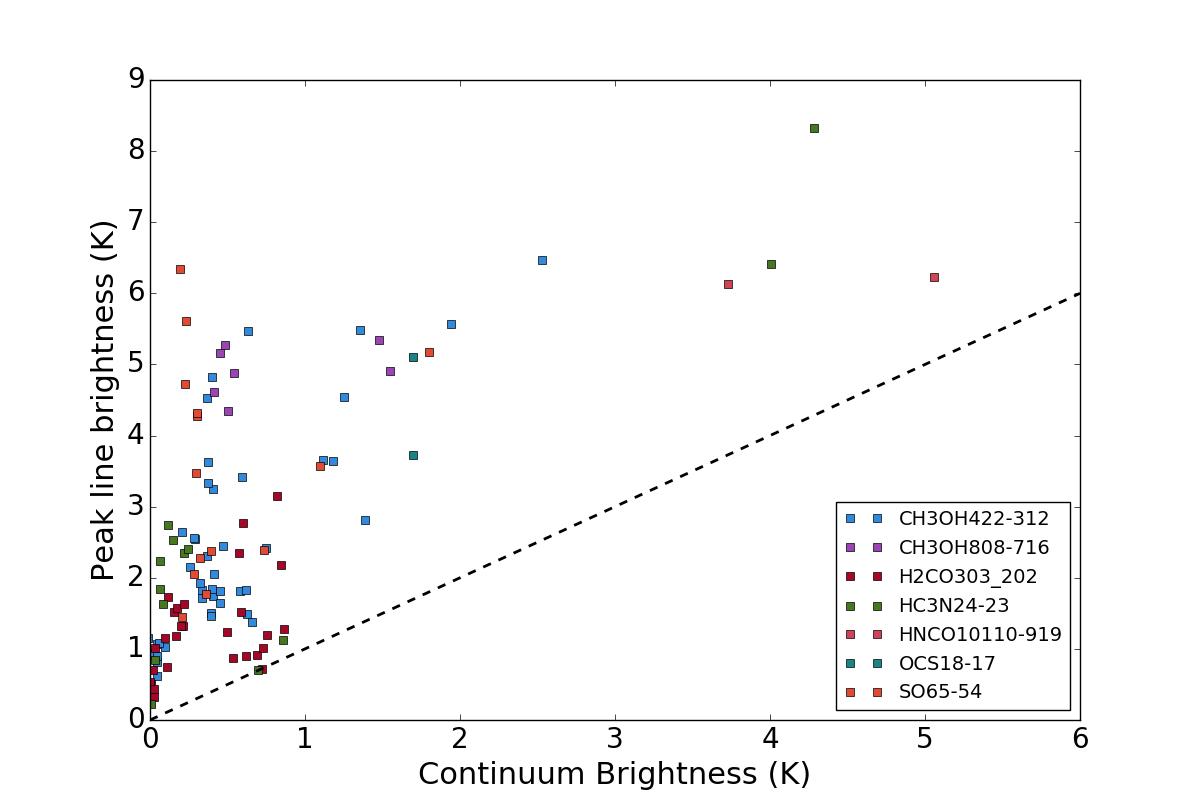 9
8
7
6
5
4
3
2
1
0
Peak line brightness (K)
0 1 2 3 4 5 6
Continuum Brightness (K)
CH3OH422-312
CH3OH808-716
H2CO303_202
HC3N24-23
HNCO10110-919
OCS18-17
SO65-54